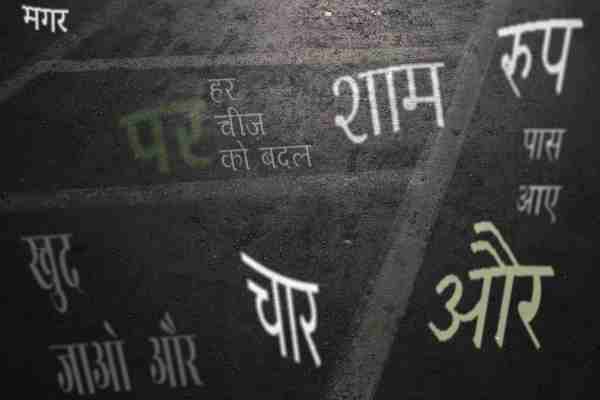 मगर
पर
हर
चीज
को बदल
शाम
रुप
पास
आए
खुद
जाओ और
चार
और